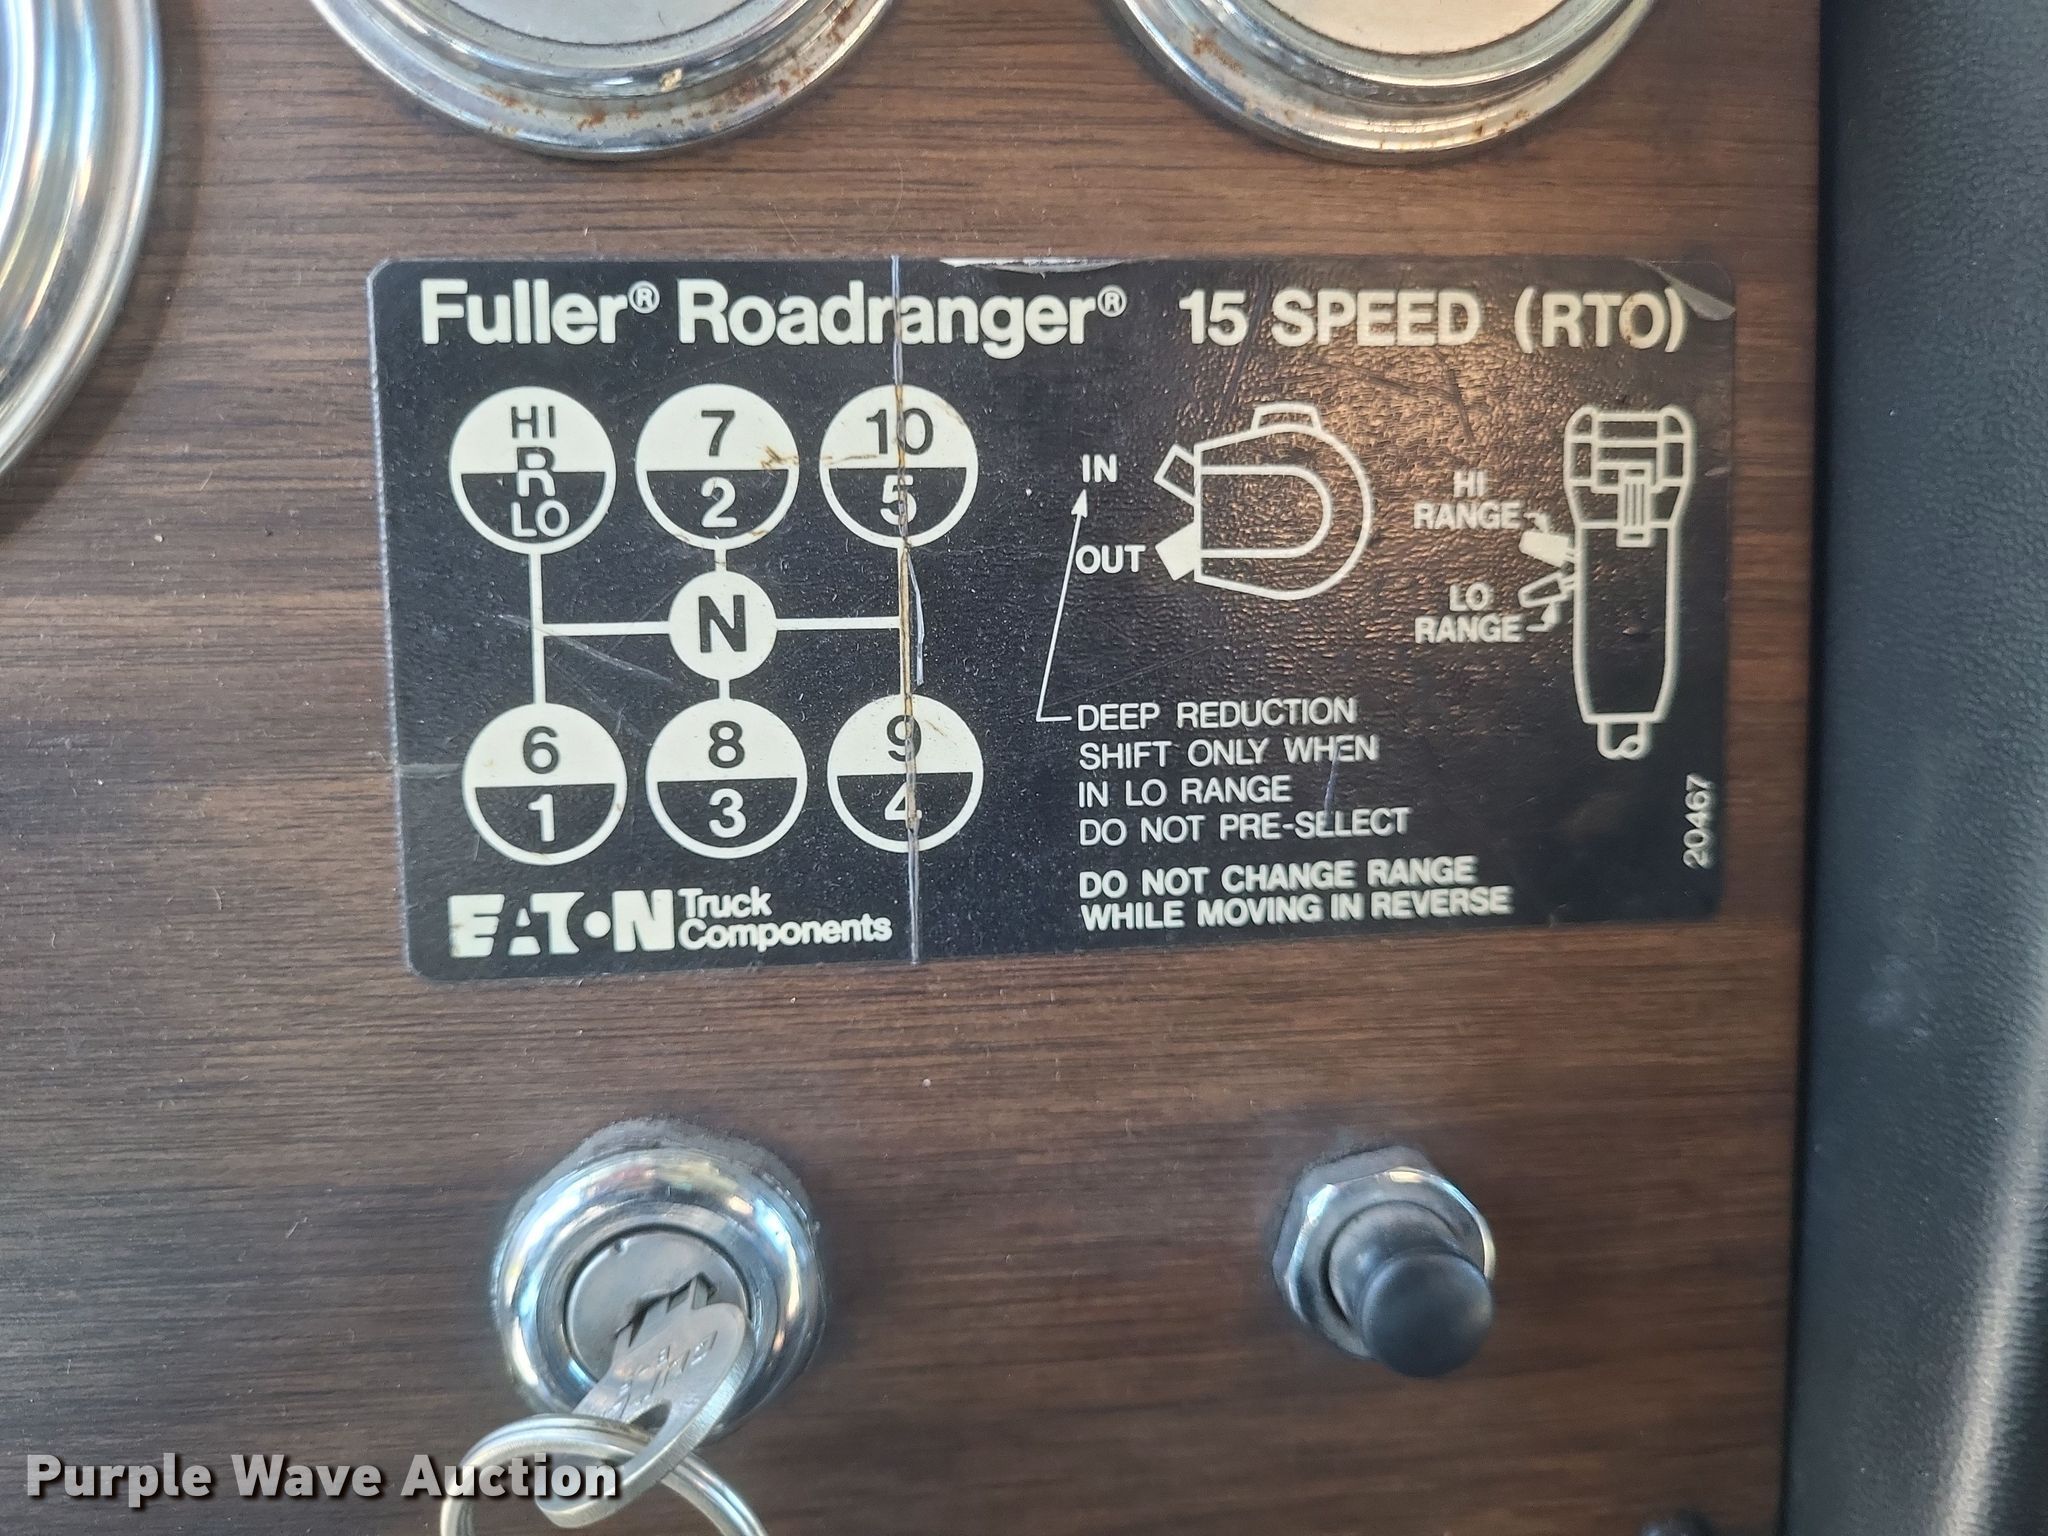 Fuller® Roadranger® 15 SPEED (RTO)
HI
R
LO
7
2
10
5
N
6
1
8
3
9
4
IN
OUT
HI
RANGE
LO
RANGE
DEEP REDUCTION
SHIFT ONLY WHEN
IN LO RANGE
DO NOT PRE-SELECT
DO NOT CHANGE RANGE
WHILE MOVING IN REVERSE
20467
EATON Truck
Components
Purple Wave Auction